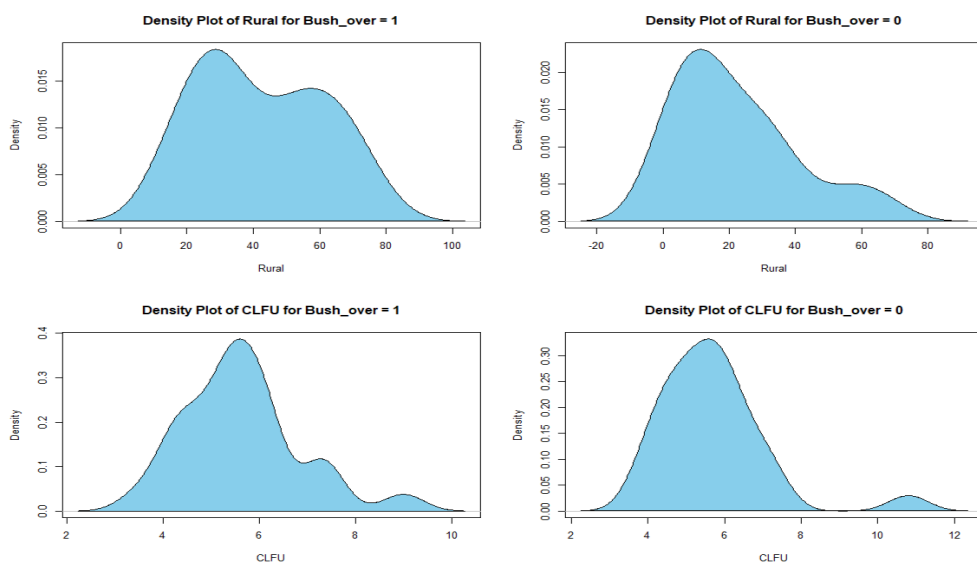 Density Plot of Rural for Bush_over = 1
Density
0.000 0.005 0.010 0.015
0 20 40 60 80 100
Rural
Density Plot of Rural for Bush_over = 0
Density
0.000 0.005 0.010 0.015 0.020
-20 0 20 40 60 80
Rural
Density Plot of CLFU for Bush_over = 1
Density
0.0 0.1 0.2 0.3 0.4
2 4 6 8 10
CLFU
Density Plot of CLFU for Bush_over = 0
Density
0.00 0.05 0.10 0.15 0.20 0.25 0.30
2 4 6 8 10 12
CLFU